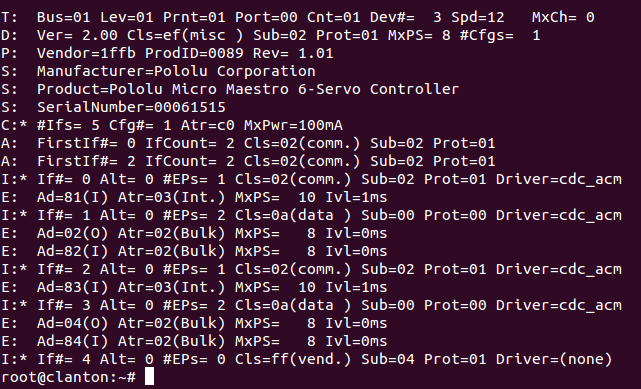 T:  Bus=01 Lev=01 Prnt=01 Port=00 Cnt=01 Dev#=  3 Spd=12   MxCh= 0
D:  Ver= 2.00 Cls=ef(misc ) Sub=02 Prot=01 MxPS= 8 #Cfgs=  1
P:  Vendor=1ffb ProdID=0089 Rev= 1.01
S:  Manufacturer=Pololu Corporation
S:  Product=Pololu Micro Maestro 6-Servo Controller
S:  SerialNumber=00061515
C:* #Ifs= 5 Cfg#= 1 Atr=c0 MxPwr=100mA
A:  FirstIf#= 0 IfCount= 2 Cls=02(comm.) Sub=02 Prot=01
A:  FirstIf#= 2 IfCount= 2 Cls=02(comm.) Sub=02 Prot=01
I:* If#= 0 Alt= 0 #EPs= 1 Cls=02(comm.) Sub=02 Prot=01 Driver=cdc_acm
E:  Ad=81(I) Atr=03(Int.) MxPS=  10 Ivl=1ms
I:* If#= 1 Alt= 0 #EPs= 2 Cls=0a(data ) Sub=00 Prot=00 Driver=cdc_acm
E:  Ad=02(O) Atr=02(Bulk) MxPS=   8 Ivl=0ms
E:  Ad=82(I) Atr=02(Bulk) MxPS=   8 Ivl=0ms
I:* If#= 2 Alt= 0 #EPs= 1 Cls=02(comm.) Sub=02 Prot=01 Driver=cdc_acm
E:  Ad=83(I) Atr=03(Int.) MxPS=  10 Ivl=1ms
I:* If#= 3 Alt= 0 #EPs= 2 Cls=0a(data ) Sub=00 Prot=00 Driver=cdc_acm
E:  Ad=04(O) Atr=02(Bulk) MxPS=   8 Ivl=0ms
E:  Ad=84(I) Atr=02(Bulk) MxPS=   8 Ivl=0ms
I:* If#= 4 Alt= 0 #EPs= 0 Cls=ff(vend.) Sub=04 Prot=01 Driver=(none)
root@clanton:~#